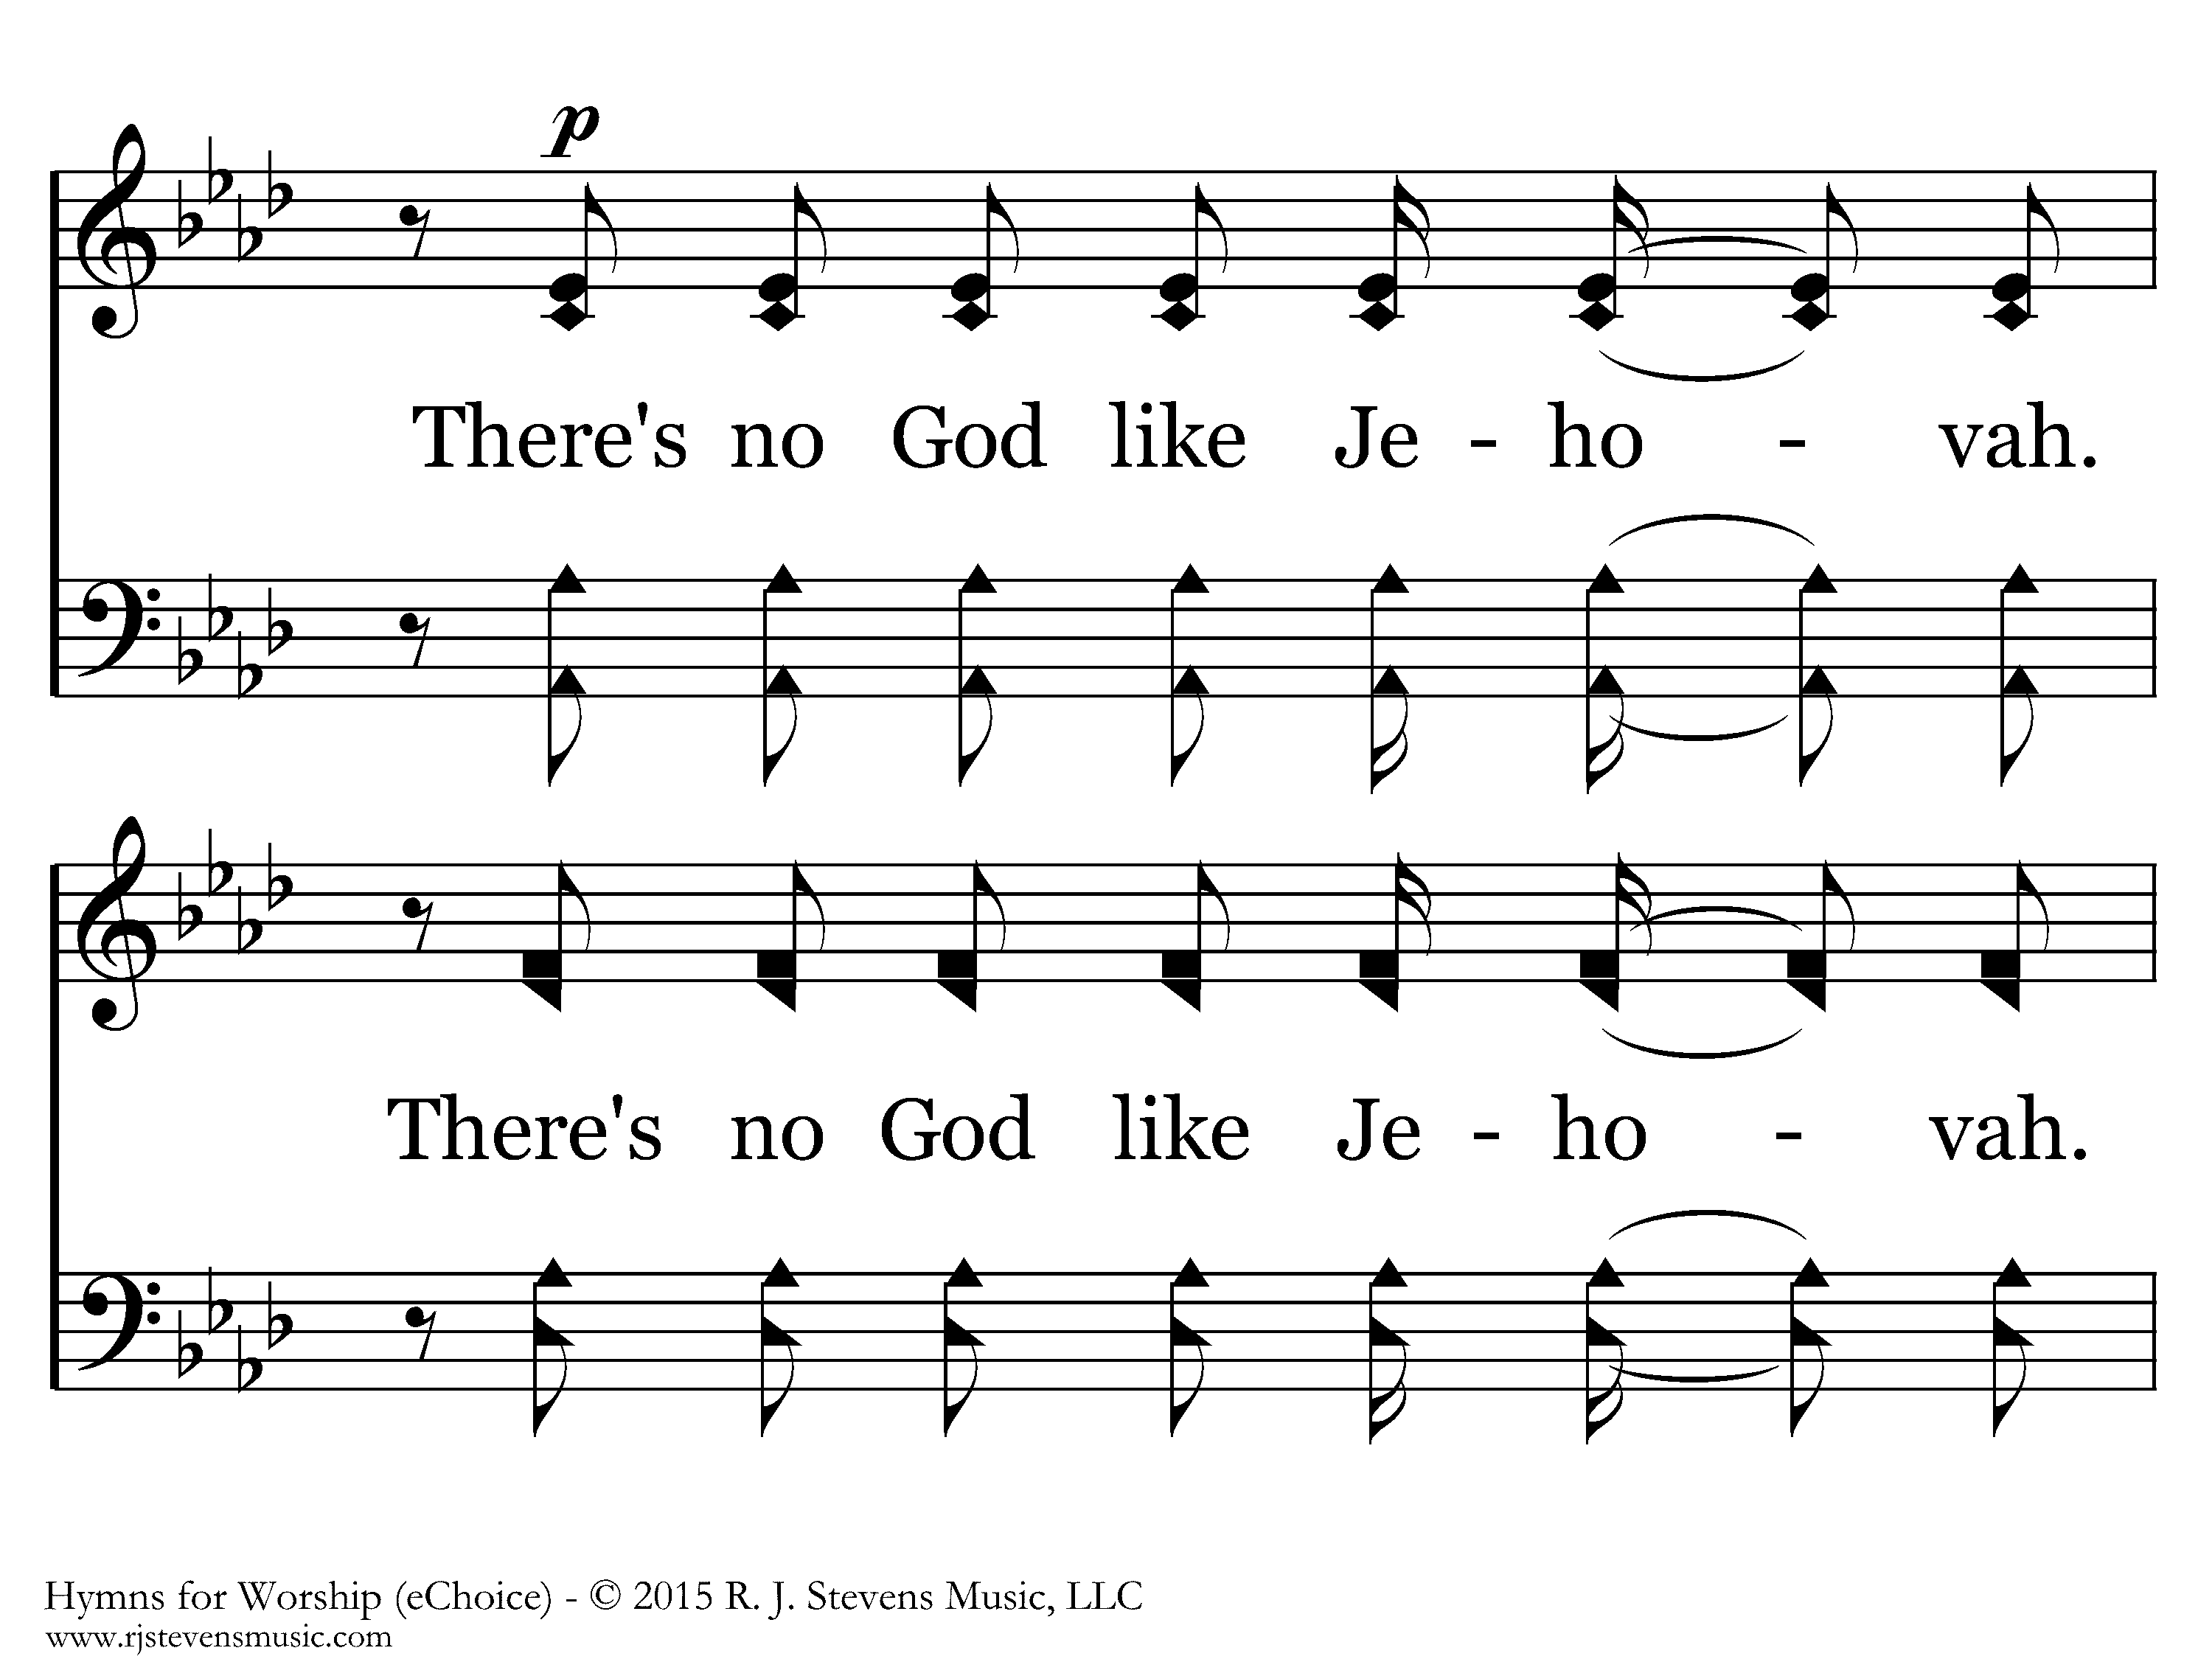 p
There's no God like Je - ho - vah.
There's no God like Je - ho - vah.
Hymns for Worship (eChoice) - © 2015 R. J. Stevens Music, LLC
www.rjstevensmusic.com